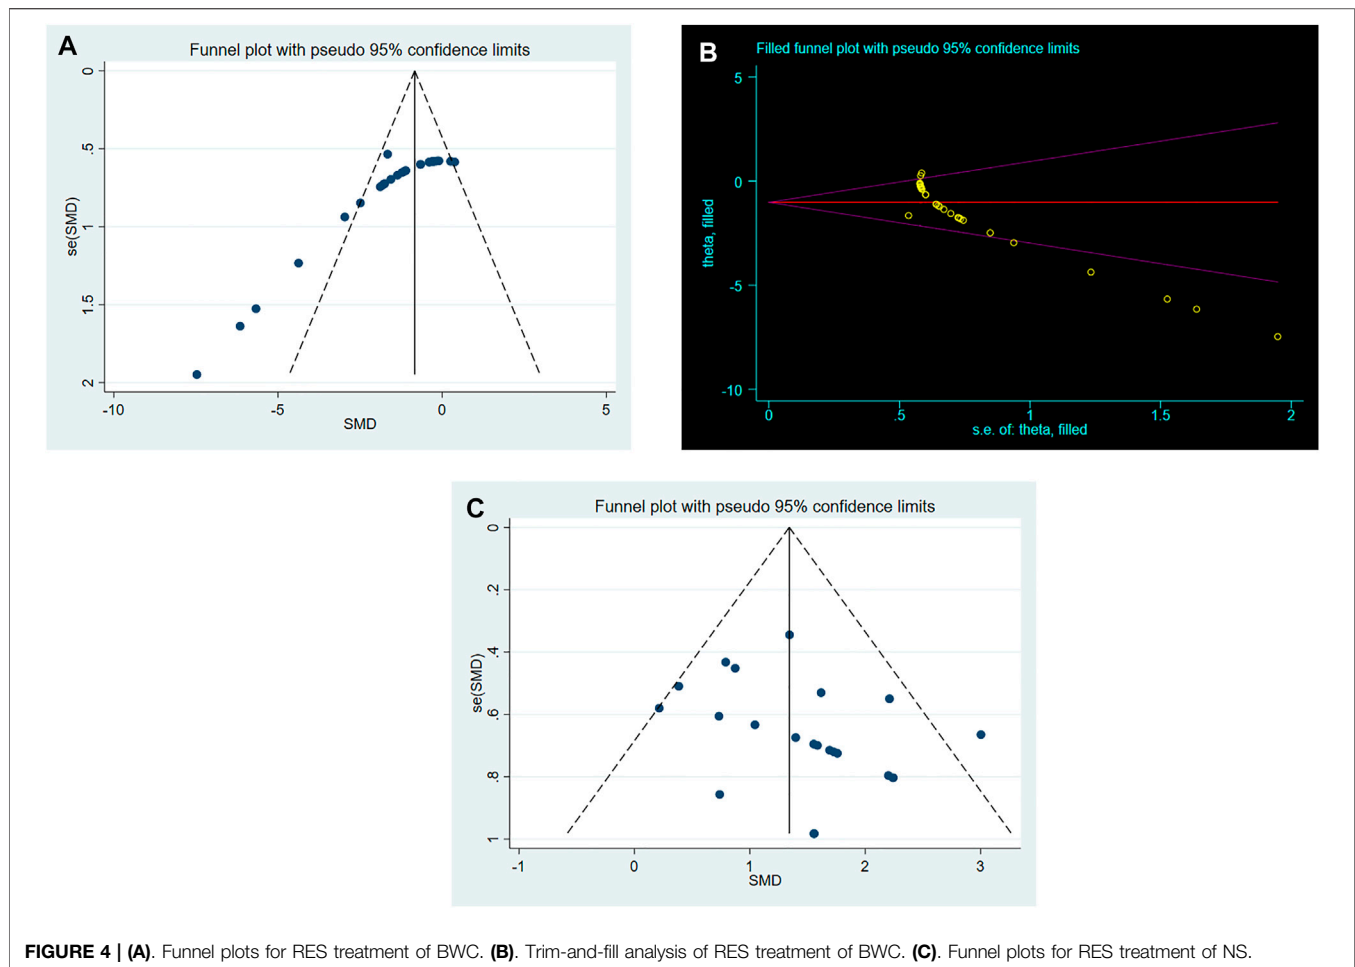 A
Funnel plot with pseudo 95% confidence limits
0
.5
1
1.5
2
se(SMD)
-10
-5
0
5
SMD
B
Filled funnel plot with pseudo 95% confidence limits
5
0
-5
-10
theta, filled
0
.5
1
1.5
2
s.e. of: theta, filled
C
Funnel plot with pseudo 95% confidence limits
0
.2
.4
.6
.8
1
se(SMD)
-1
0
1
2
3
SMD
FIGURE 4 | (A). Funnel plots for RES treatment of BWC. (B). Trim-and-fill analysis of RES treatment of BWC. (C). Funnel plots for RES treatment of NS.